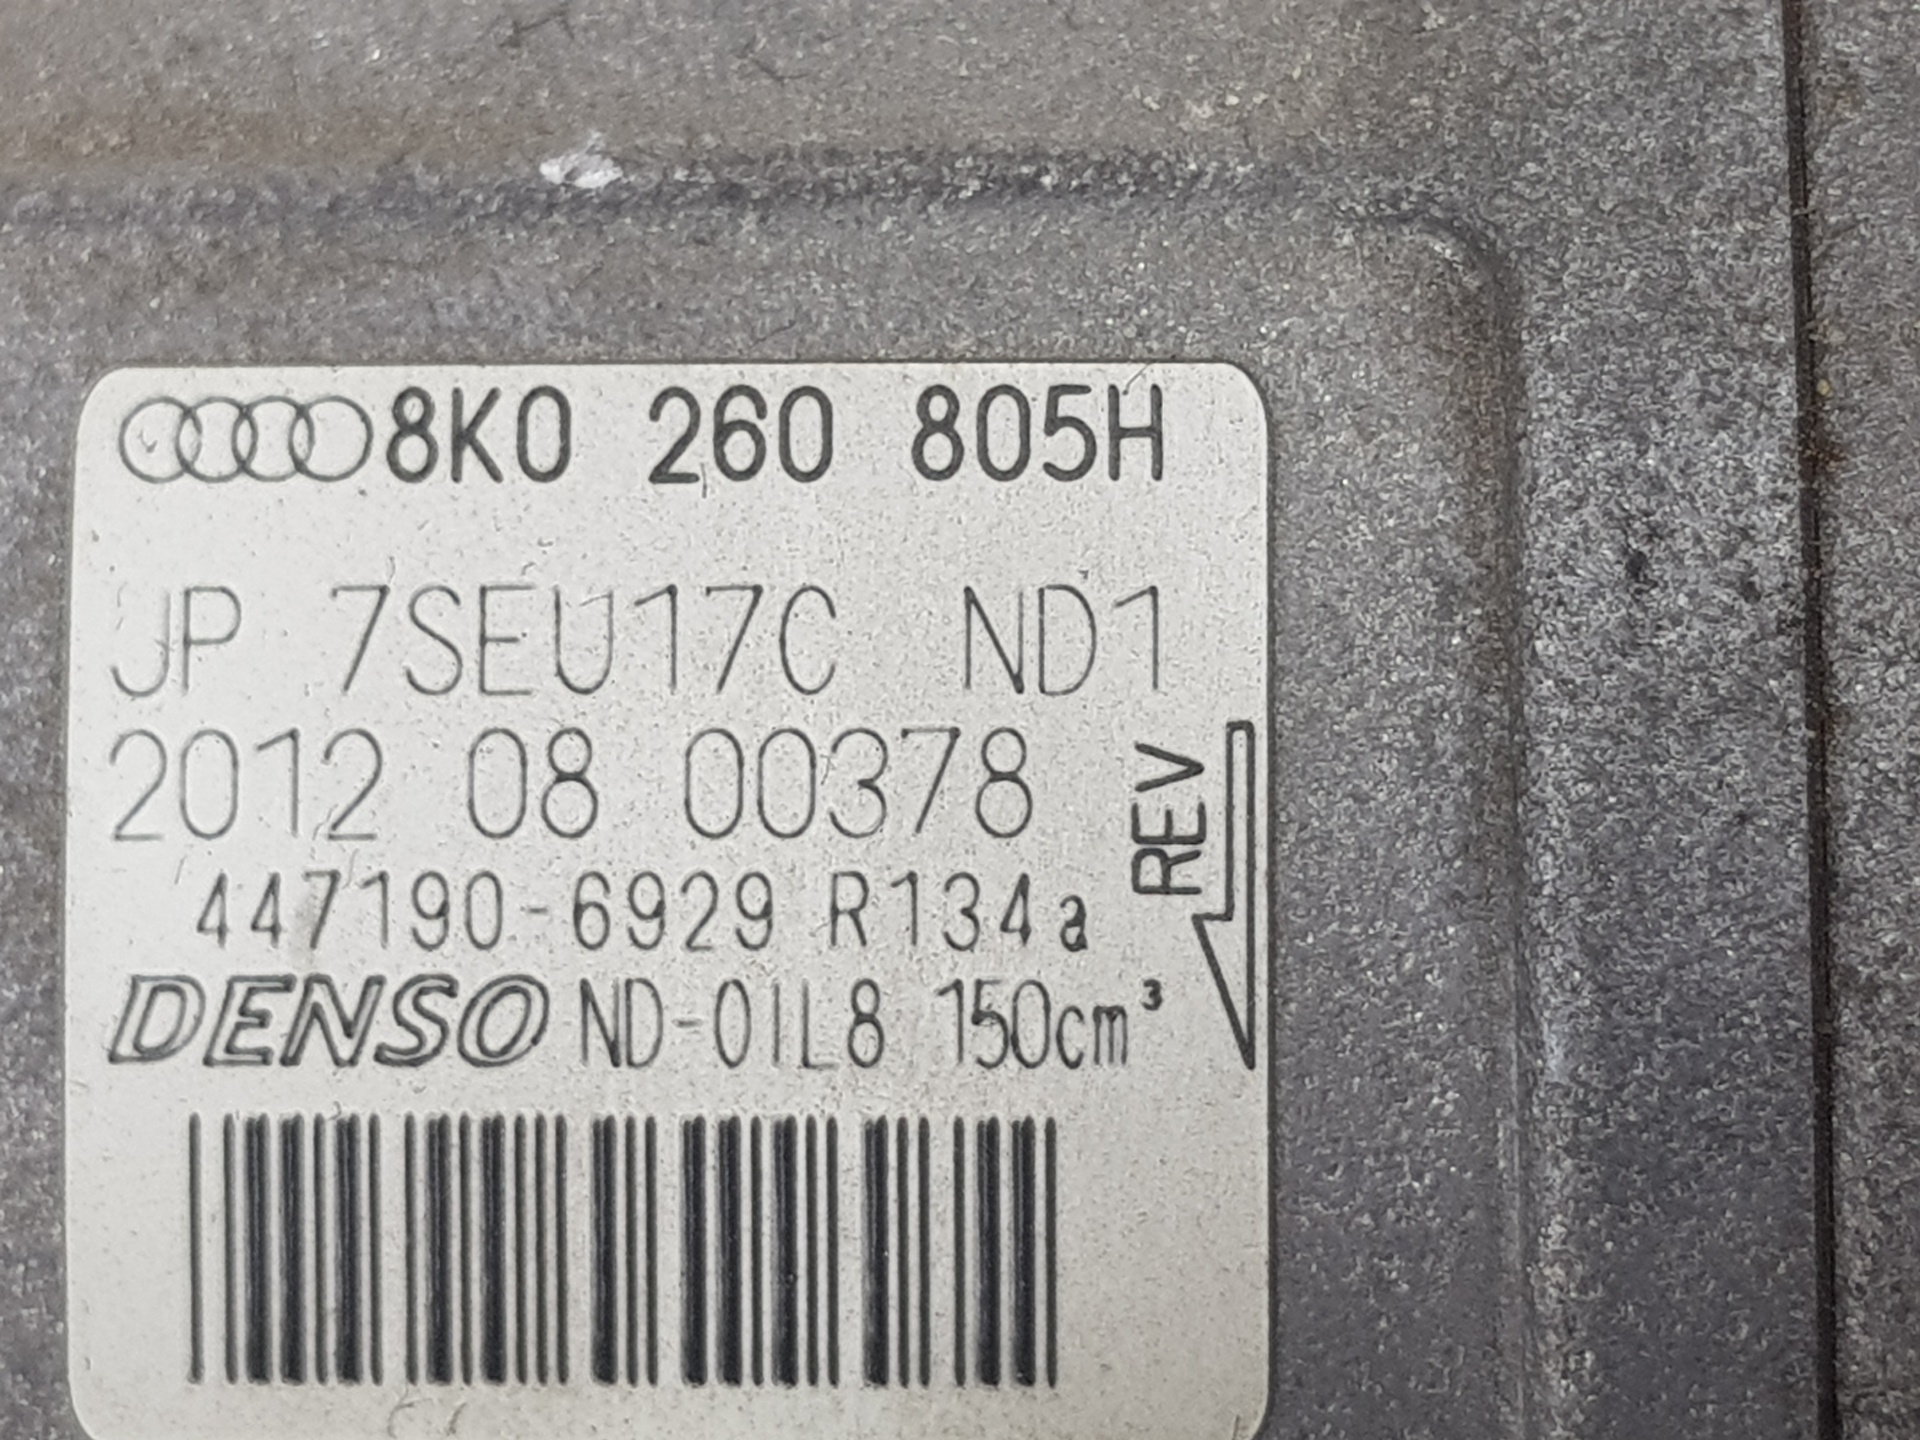 8K0 260 805H
JP 7SEU17C ND1
2012 08 00378
447190-6929 R134a
DENSO ND-OIL8 150cm³
REV